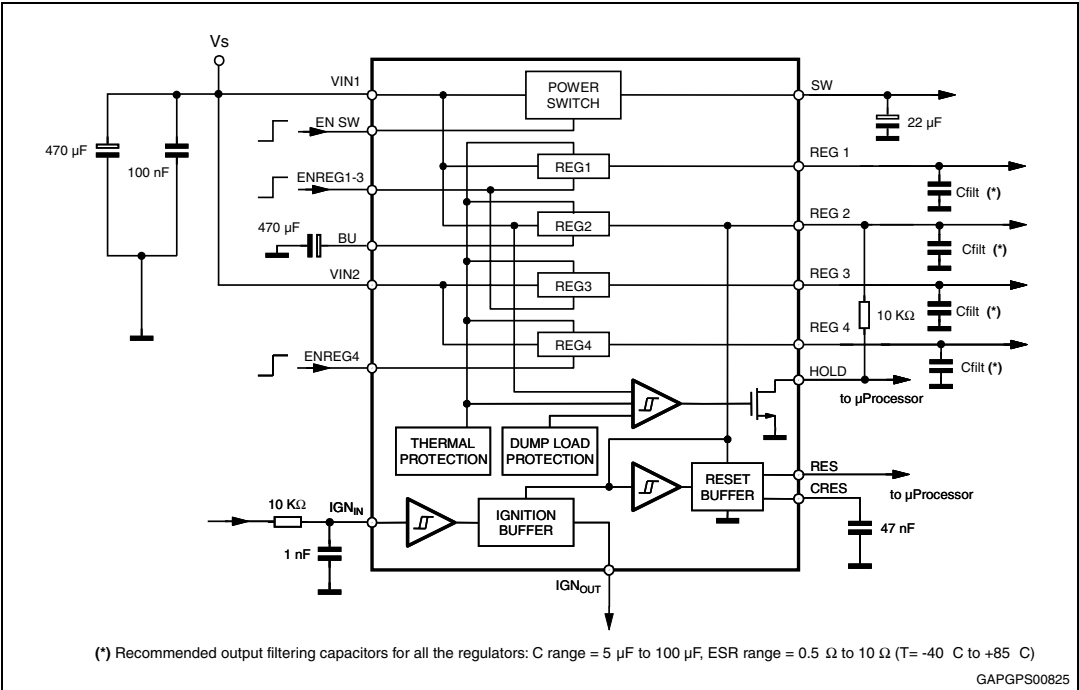 Vs
VIN1
POWER
SWITCH
SW
EN SW
22 µF
470 µF
100 nF
REG 1
REG1
ENREG1-3
Cfilt (*)
REG 2
REG2
470 µF
BU
Cfilt (*)
VIN2
REG 3
REG3
Cfilt (*)
10 KΩ
REG 4
REG4
ENREG4
Cfilt (*)
HOLD
to µProcessor
THERMAL
PROTECTION
DUMP LOAD
PROTECTION
RES
RESET
BUFFER
CRES
to µProcessor
10 KΩ
IGNIN
IGNITION
BUFFER
47 nF
1 nF
IGNOUT
(*) Recommended output filtering capacitors for all the regulators: C range = 5 µF to 100 µF, ESR range = 0.5 Ω to 10 Ω (T= -40 C to +85 C)
GAPGPS00825